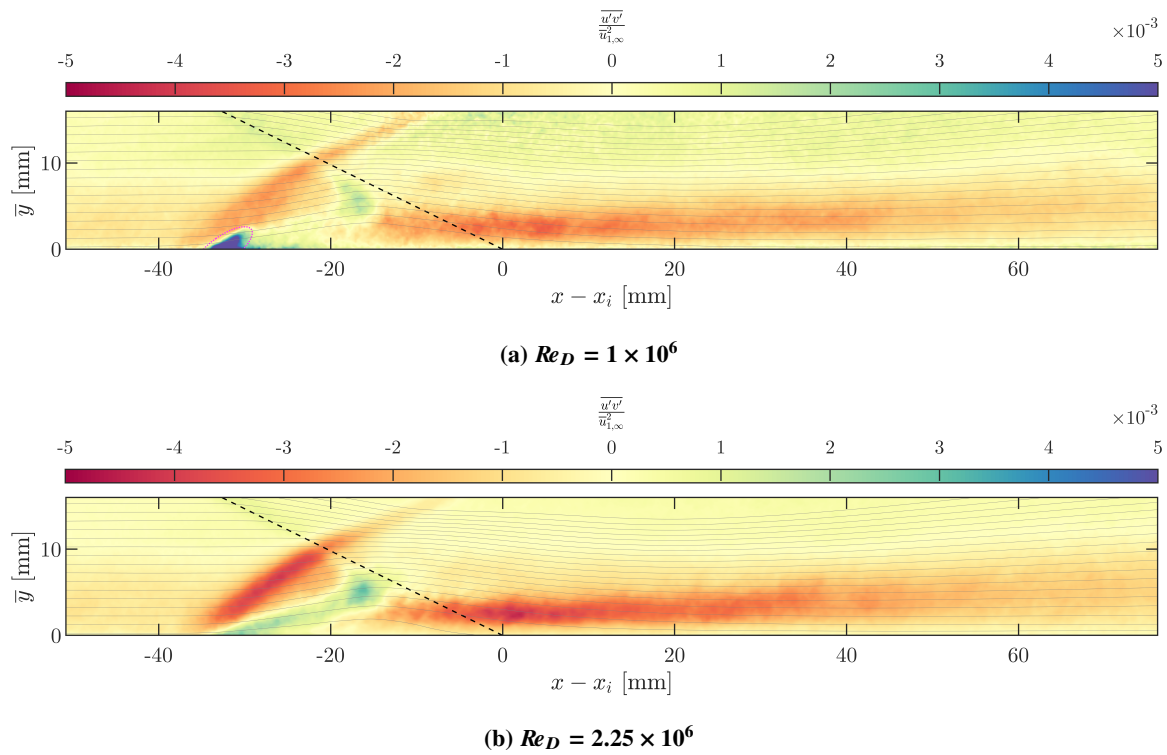 u'v' / u̅²₁,∞
×10⁻³
-5 -4 -3 -2 -1 0 1 2 3 4 5
10
0
y̅ [mm]
-40 -20 0 20 40 60
x − xᵢ [mm]
(a) Re_D = 1 × 10⁶
u'v' / u̅²₁,∞
×10⁻³
-5 -4 -3 -2 -1 0 1 2 3 4 5
10
0
y̅ [mm]
-40 -20 0 20 40 60
x − xᵢ [mm]
(b) Re_D = 2.25 × 10⁶